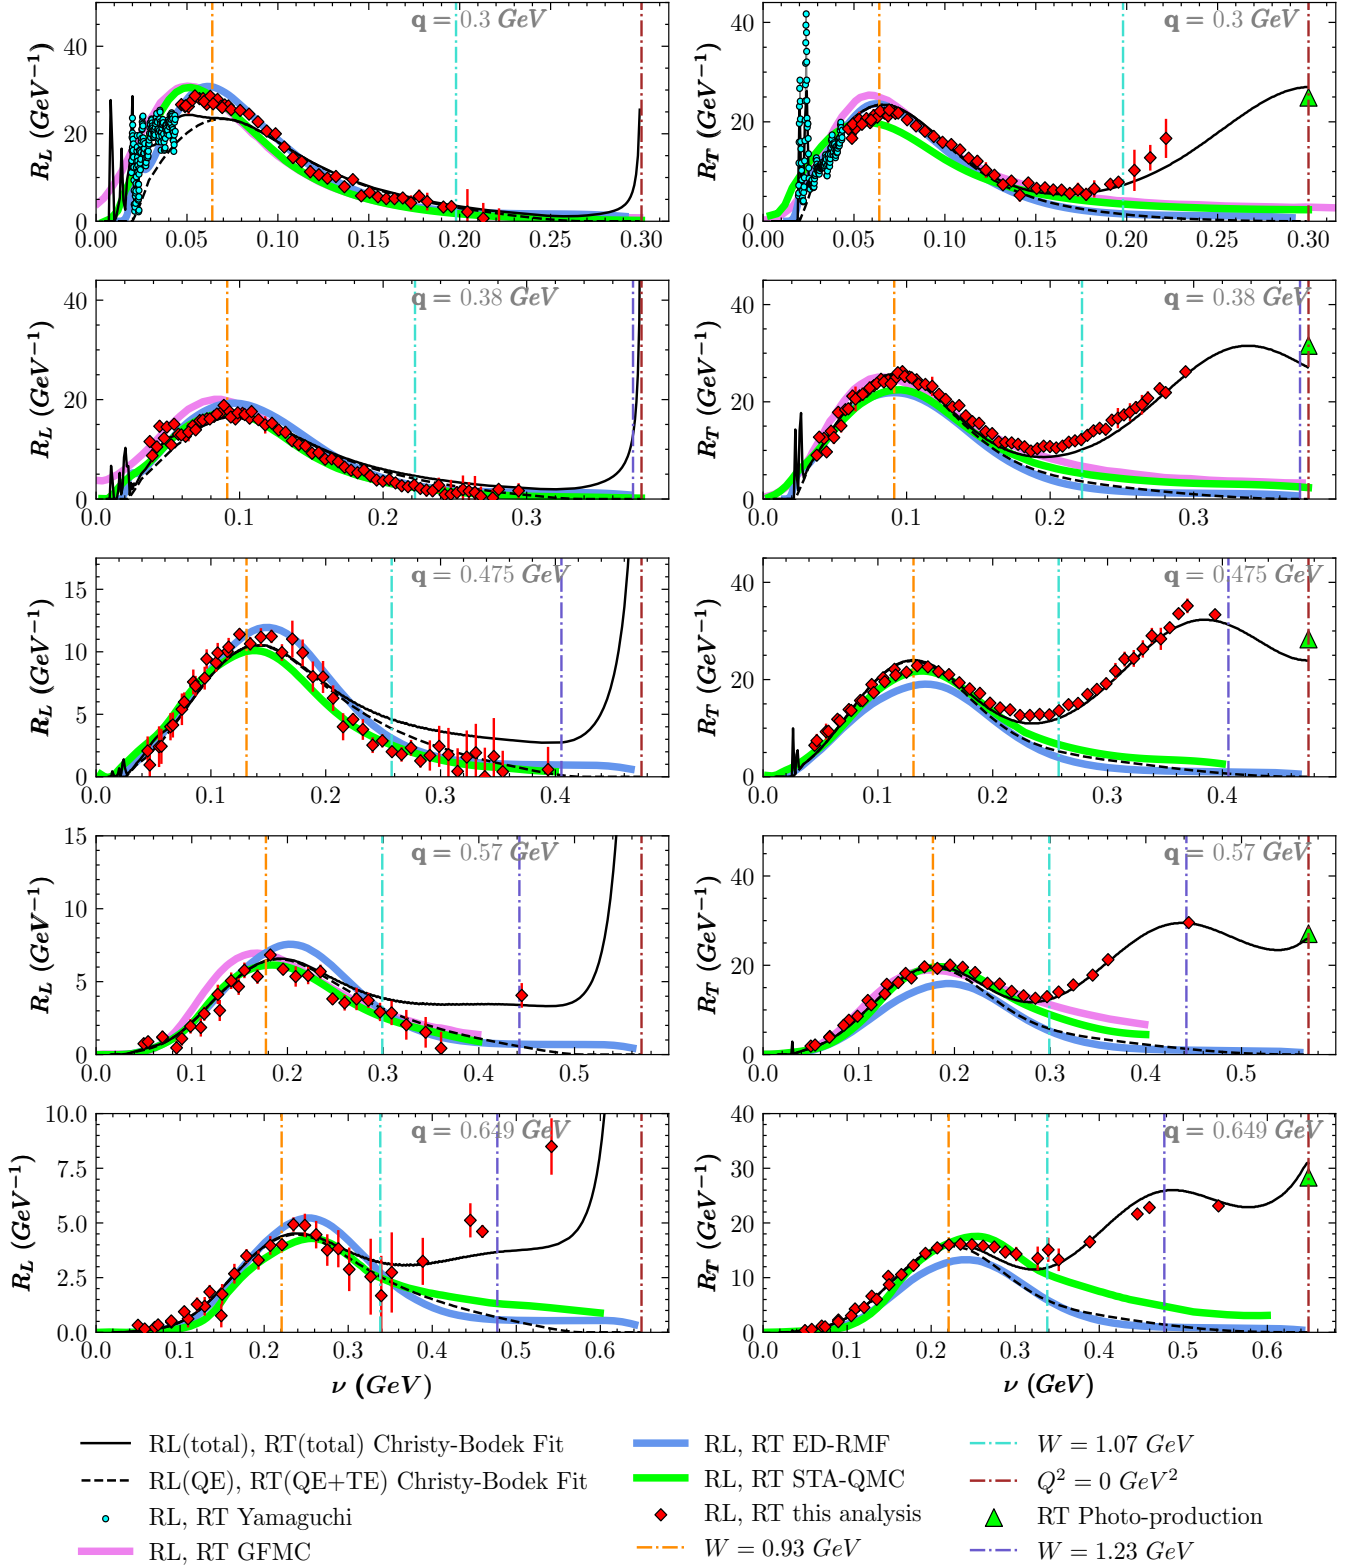 q = 0.3 GeV
R_L (GeV⁻¹)
40
20
0
0.00 0.05 0.10 0.15 0.20 0.25 0.30
q = 0.3 GeV
R_T (GeV⁻¹)
40
20
0
0.00 0.05 0.10 0.15 0.20 0.25 0.30
q = 0.38 GeV
R_L (GeV⁻¹)
40
20
0
0.0 0.1 0.2 0.3
q = 0.38 GeV
R_T (GeV⁻¹)
40
20
0
0.0 0.1 0.2 0.3
q = 0.475 GeV
R_L (GeV⁻¹)
15
10
5
0
0.0 0.1 0.2 0.3 0.4
q = 0.475 GeV
R_T (GeV⁻¹)
40
20
0
0.0 0.1 0.2 0.3 0.4
q = 0.57 GeV
R_L (GeV⁻¹)
15
10
5
0
0.0 0.1 0.2 0.3 0.4 0.5
q = 0.57 GeV
R_T (GeV⁻¹)
40
20
0
0.0 0.1 0.2 0.3 0.4 0.5
q = 0.649 GeV
R_L (GeV⁻¹)
10.0
7.5
5.0
2.5
0.0
0.0 0.1 0.2 0.3 0.4 0.5 0.6
ν (GeV)
q = 0.649 GeV
R_T (GeV⁻¹)
40
30
20
10
0
0.0 0.1 0.2 0.3 0.4 0.5 0.6
ν (GeV)
RL(total), RT(total) Christy-Bodek Fit
RL(QE), RT(QE+TE) Christy-Bodek Fit
RL, RT Yamaguchi
RL, RT GFMC
RL, RT ED-RMF
RL, RT STA-QMC
RL, RT this analysis
W = 0.93 GeV
W = 1.07 GeV
Q² = 0 GeV²
RT Photo-production
W = 1.23 GeV